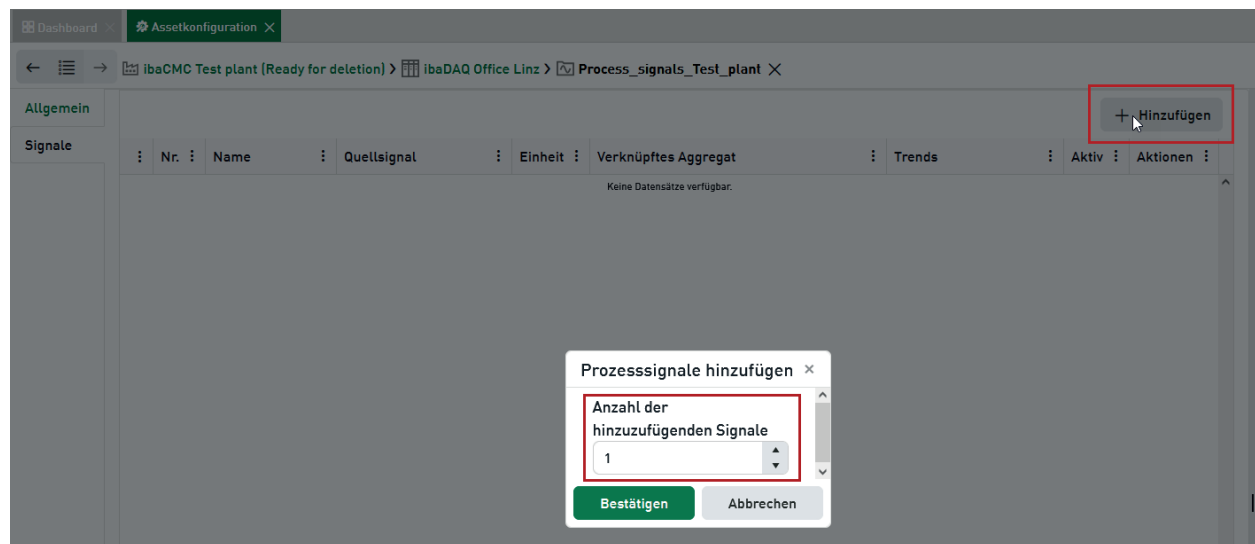 Dashboard
Assetkonfiguration
ibaCMC Test plant (Ready for deletion) > ibaDAQ Office Linz > Process_signals_Test_plant
Allgemein
Hinzufügen
Signale
Nr. Name Quellsignal Einheit Verknüpftes Aggregat Trends Aktiv Aktionen
Keine Datensätze verfügbar.
Prozesssignale hinzufügen
Anzahl der
hinzuzufügenden Signale
1
Bestätigen Abbrechen